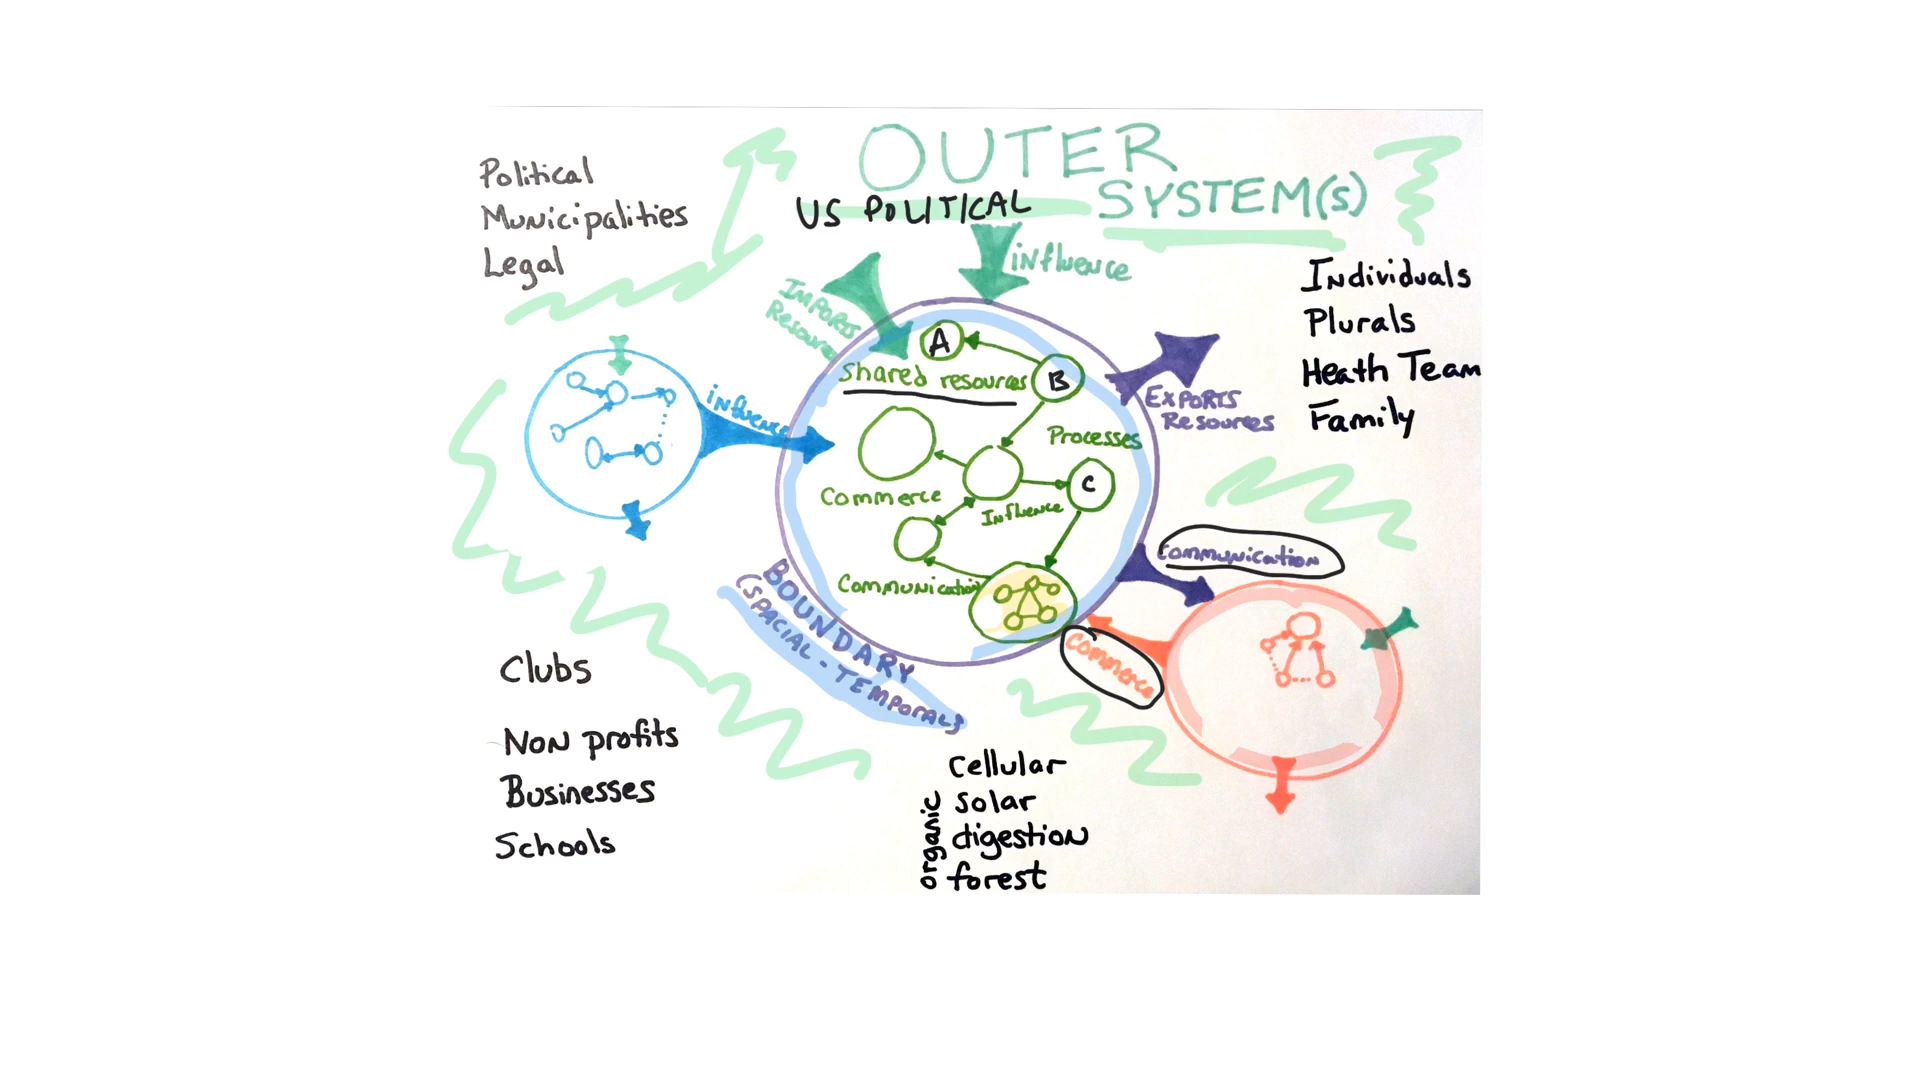 OUTER
SYSTEM(S)
US POLITICAL
Political
Municipalities
Legal
influence
IMPORTS
Resources
Individuals
Plurals
Heath Team
Family
A
B
Shared resources
EXPORTS
Resources
influence
Processes
C
Commerce
Influence
Communication
Communication
Commerce
BOUNDARY
(SPACIAL - TEMPORAL)
Clubs
Non profits
Businesses
Schools
organic
Cellular
Solar
digestion
forest